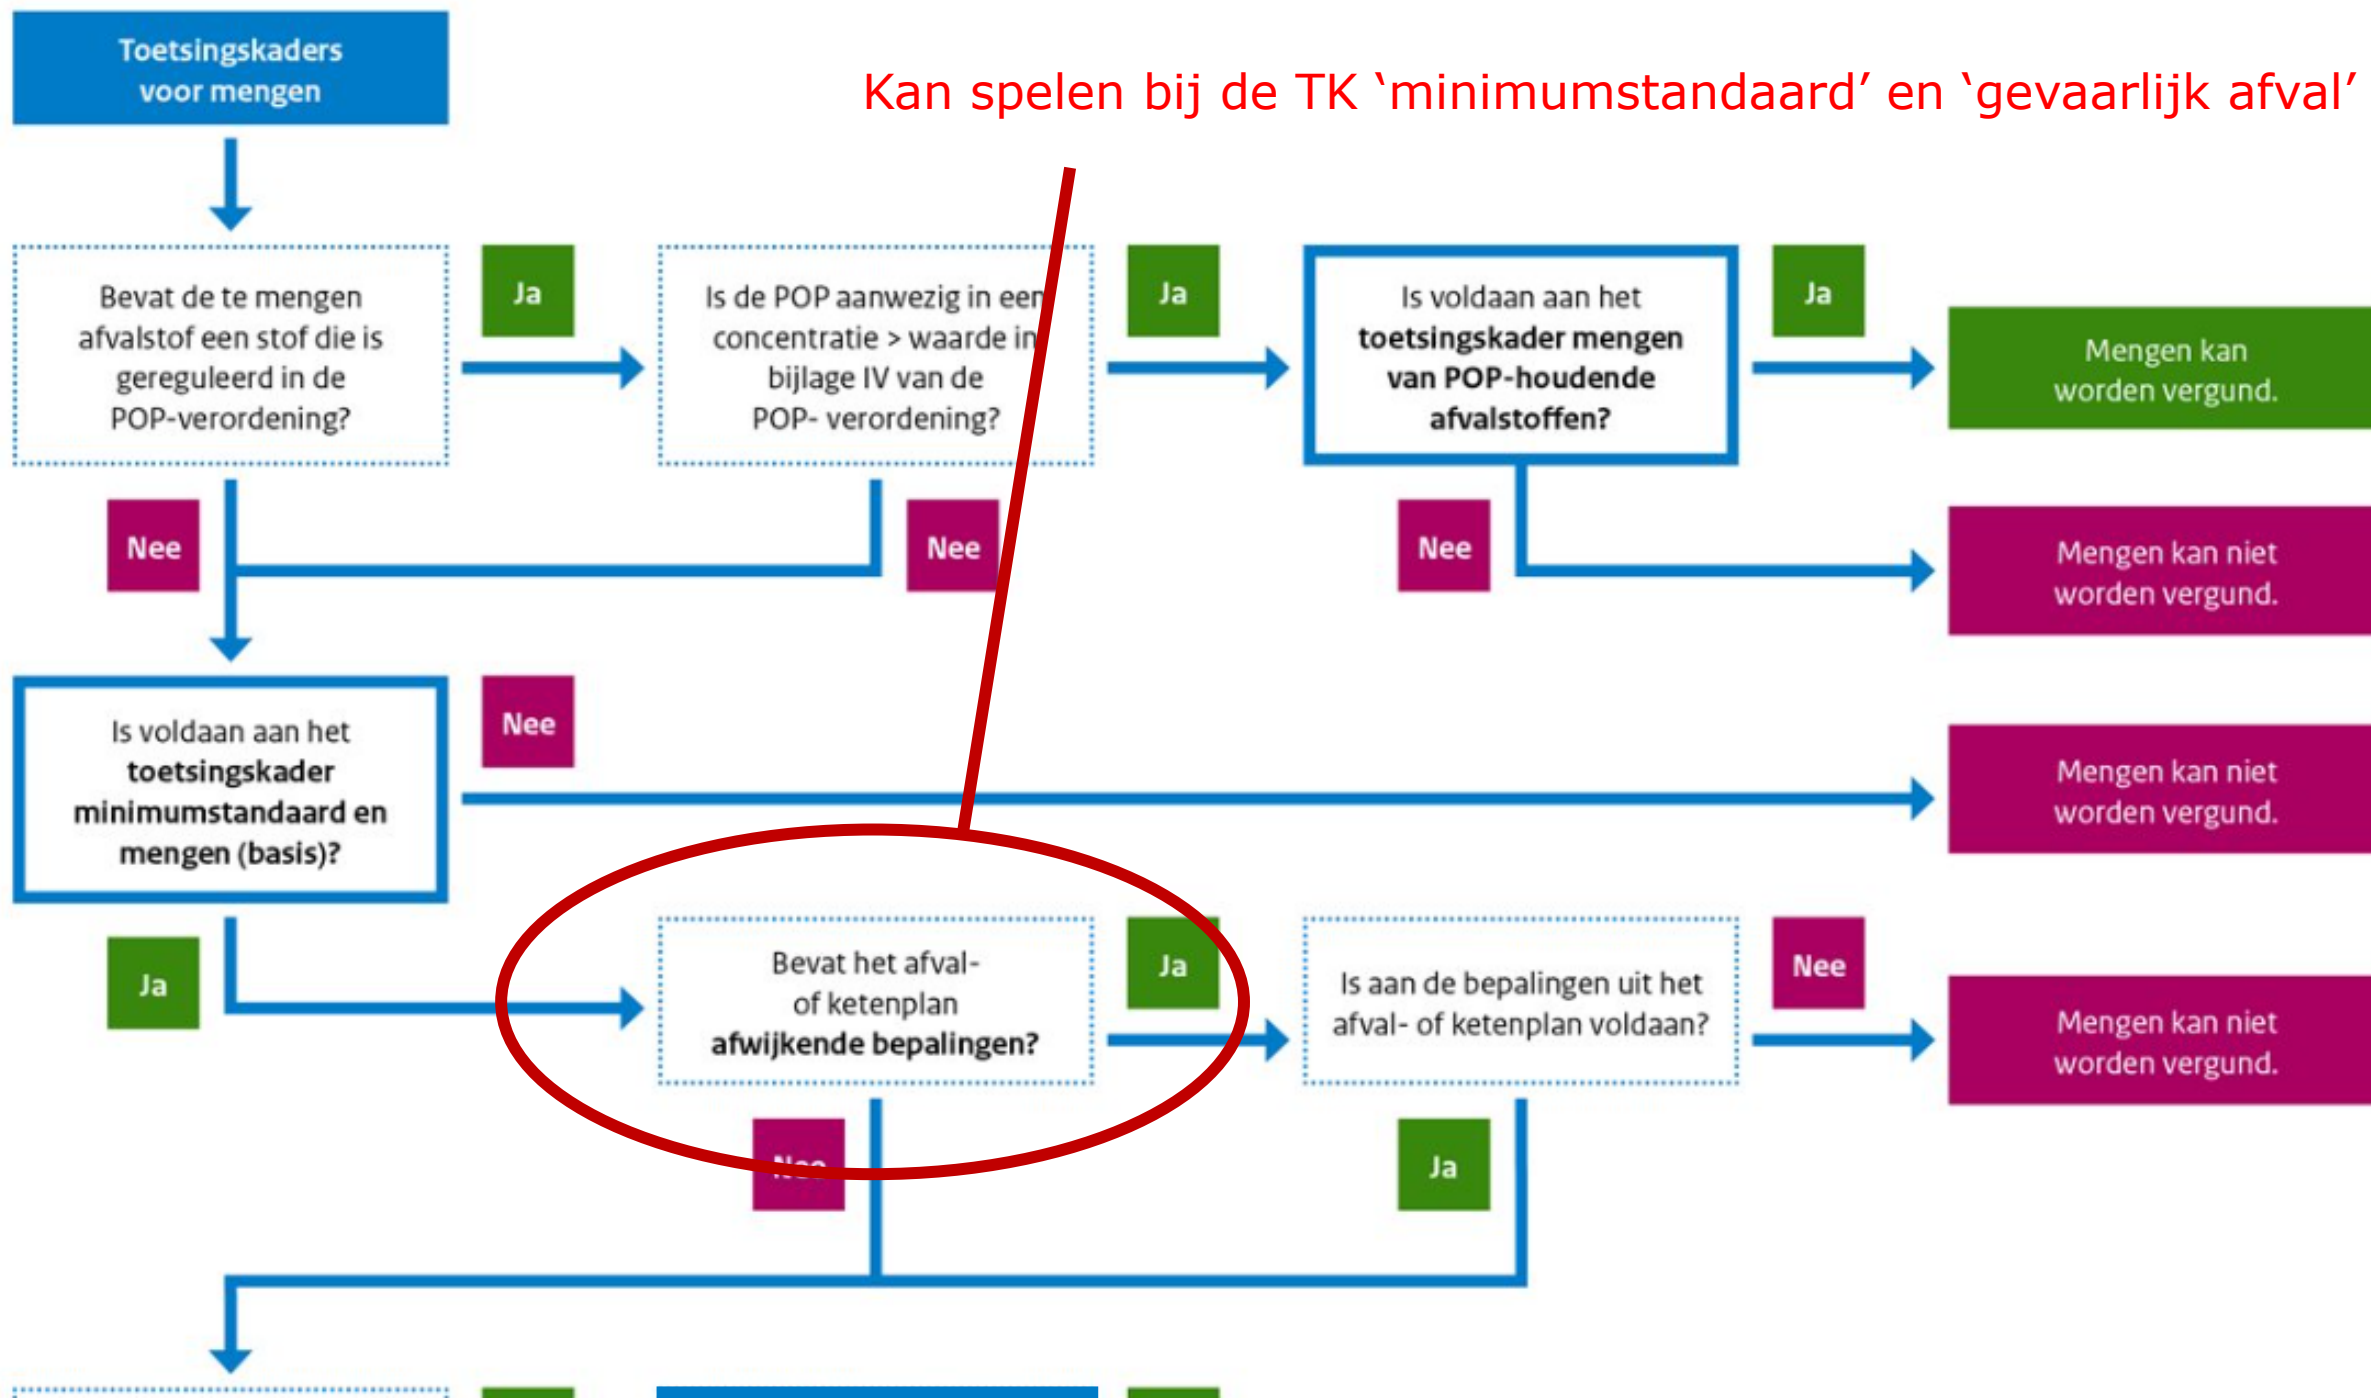 Toetsingskaders
voor mengen
Kan spelen bij de TK ‘minimumstandaard’ en ‘gevaarlijk afval’
Bevat de te mengen
afvalstof een stof die is
gereguleerd in de
POP-verordening?
Ja
Is de POP aanwezig in een
concentratie > waarde in
bijlage IV van de
POP- verordening?
Ja
Is voldaan aan het
toetsingskader mengen
van POP-houdende
afvalstoffen?
Ja
Mengen kan
worden vergund.
Nee
Nee
Nee
Mengen kan niet
worden vergund.
Is voldaan aan het
toetsingskader
minimumstandaard en
mengen (basis)?
Nee
Mengen kan niet
worden vergund.
Ja
Bevat het afval-
of ketenplan
afwijkende bepalingen?
Ja
Is aan de bepalingen uit het
afval- of ketenplan voldaan?
Nee
Mengen kan niet
worden vergund.
Nee
Ja